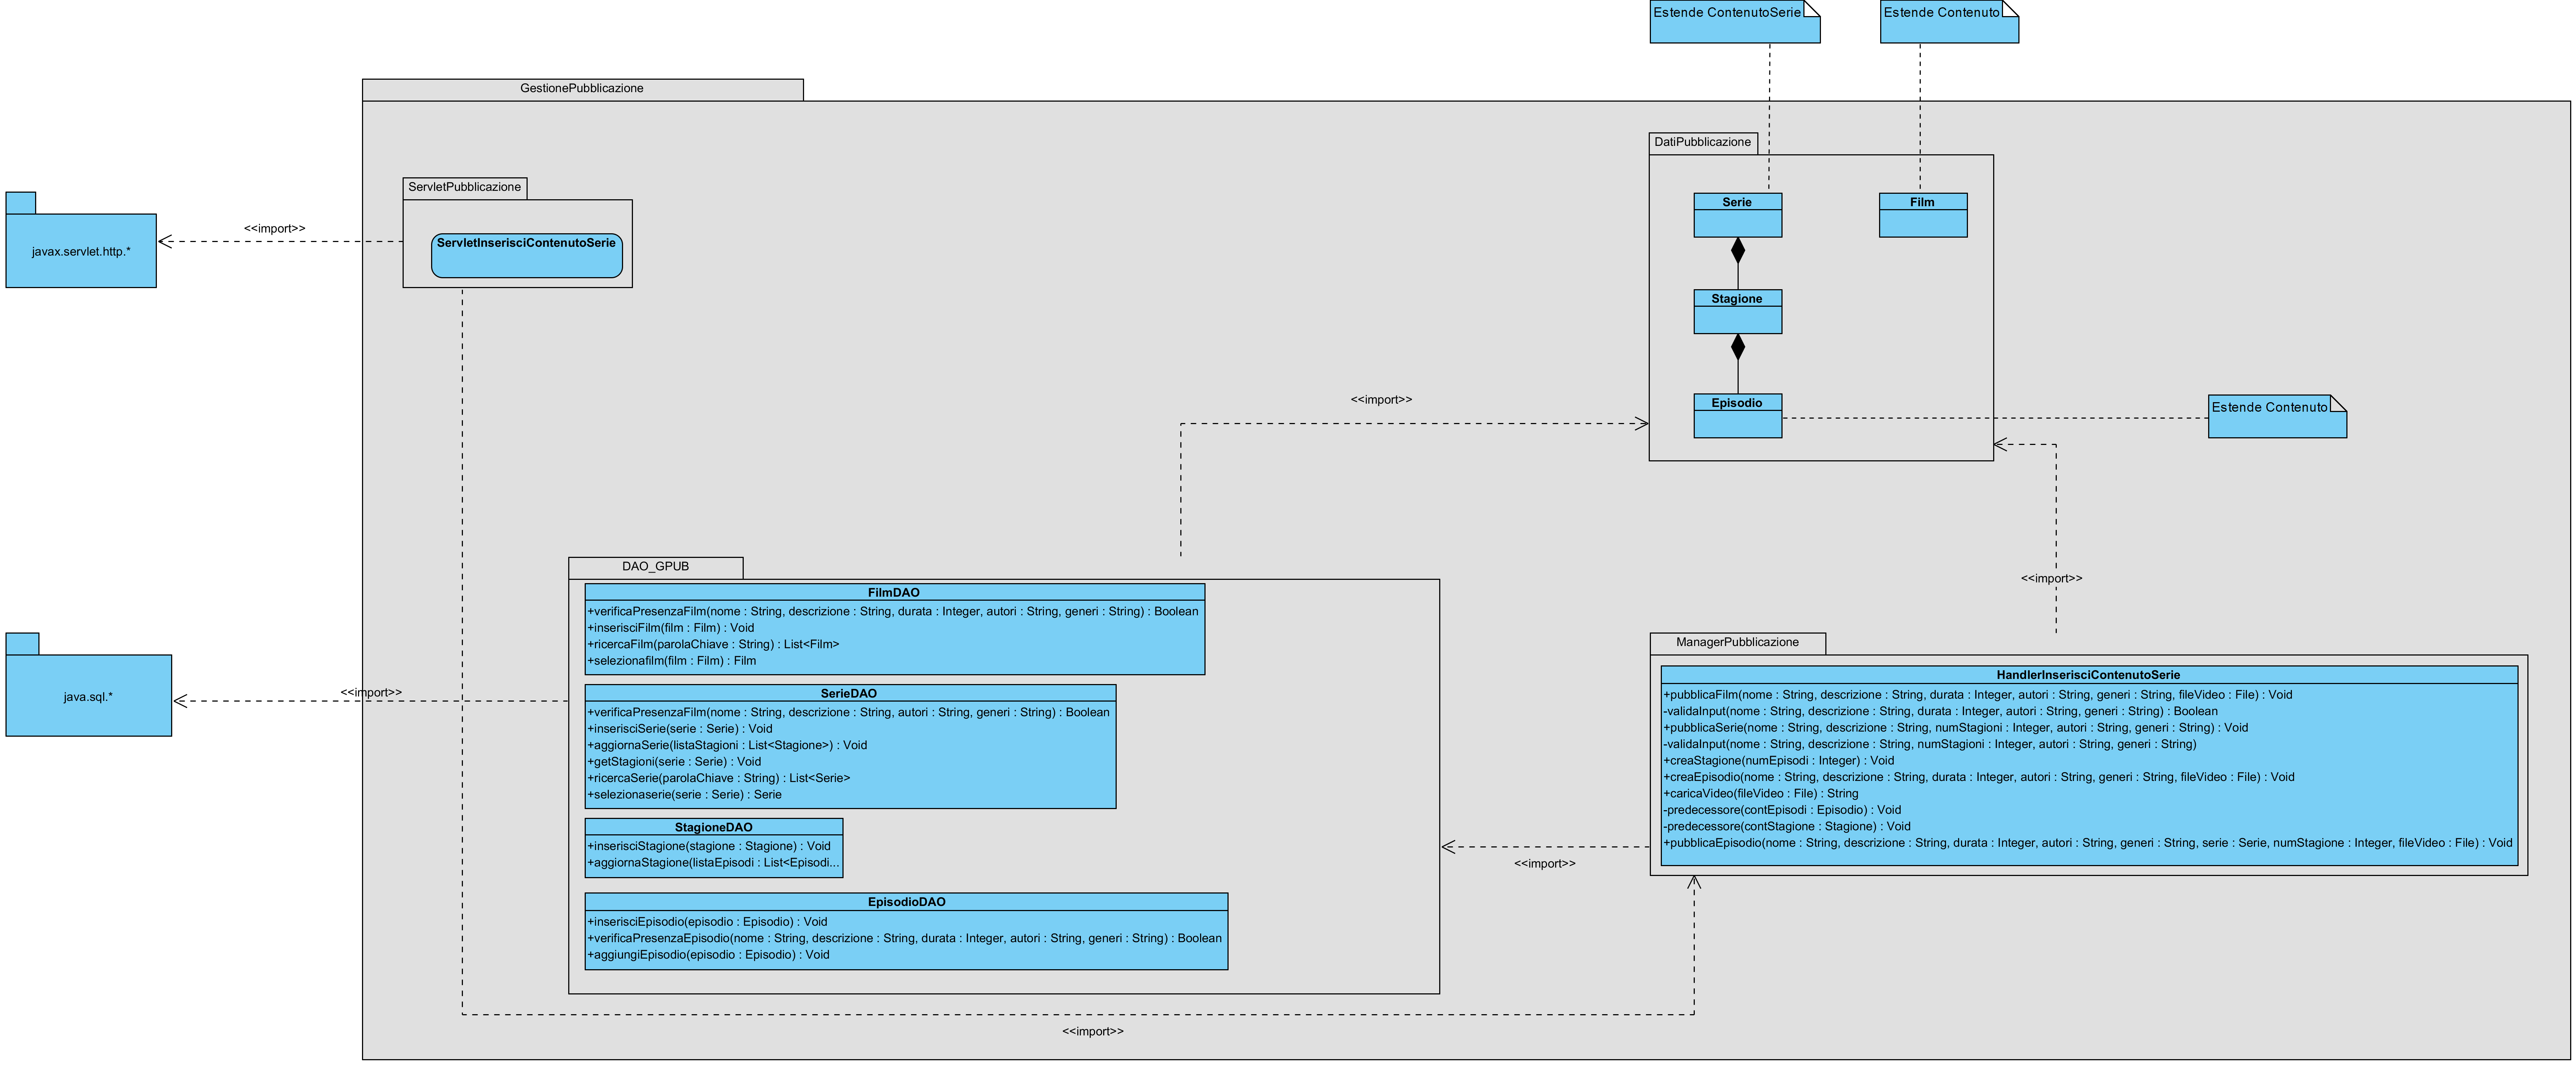 Estende ContenutoSerie
Estende Contenuto
GestionePubblicazione
DatiPubblicazione
ServletPubblicazione
ServletInserisciContenutoSerie
javax.servlet.http.*
<<import>>
Serie
Film
Stagione
Episodio
Estende Contenuto
<<import>>
<<import>>
DAO_GPUB
FilmDAO
+verificaPresenzaFilm(nome : String, descrizione : String, durata : Integer, autori : String, generi : String) : Boolean
+inserisciFilm(film : Film) : Void
+ricercaFilm(parolaChiave : String) : List<Film>
+selezionafilm(film : Film) : Film
SerieDAO
+verificaPresenzaFilm(nome : String, descrizione : String, autori : String, generi : String) : Boolean
+inserisciSerie(serie : Serie) : Void
+aggiornaSerie(listaStagioni : List<Stagione>) : Void
+getStagioni(serie : Serie) : Void
+ricercaSerie(parolaChiave : String) : List<Serie>
+selezionaserie(serie : Serie) : Serie
StagioneDAO
+inserisciStagione(stagione : Stagione) : Void
+aggiornaStagione(listaEpisodi : List<Episodi...
EpisodioDAO
+inserisciEpisodio(episodio : Episodio) : Void
+verificaPresenzaEpisodio(nome : String, descrizione : String, durata : Integer, autori : String, generi : String) : Boolean
+aggiungiEpisodio(episodio : Episodio) : Void
java.sql.*
<<import>>
ManagerPubblicazione
HandlerInserisciContenutoSerie
+pubblicaFilm(nome : String, descrizione : String, durata : Integer, autori : String, generi : String, fileVideo : File) : Void
-validaInput(nome : String, descrizione : String, durata : Integer, autori : String, generi : String) : Boolean
+pubblicaSerie(nome : String, descrizione : String, numStagioni : Integer, autori : String, generi : String) : Void
-validaInput(nome : String, descrizione : String, numStagioni : Integer, autori : String, generi : String)
+creaStagione(numEpisodi : Integer) : Void
+creaEpisodio(nome : String, descrizione : String, durata : Integer, autori : String, generi : String, fileVideo : File) : Void
+caricaVideo(fileVideo : File) : String
-predecessore(contEpisodi : Episodio) : Void
-predecessore(contStagione : Stagione) : Void
+pubblicaEpisodio(nome : String, descrizione : String, durata : Integer, autori : String, generi : String, serie : Serie, numStagione : Integer, fileVideo : File) : Void
<<import>>
<<import>>